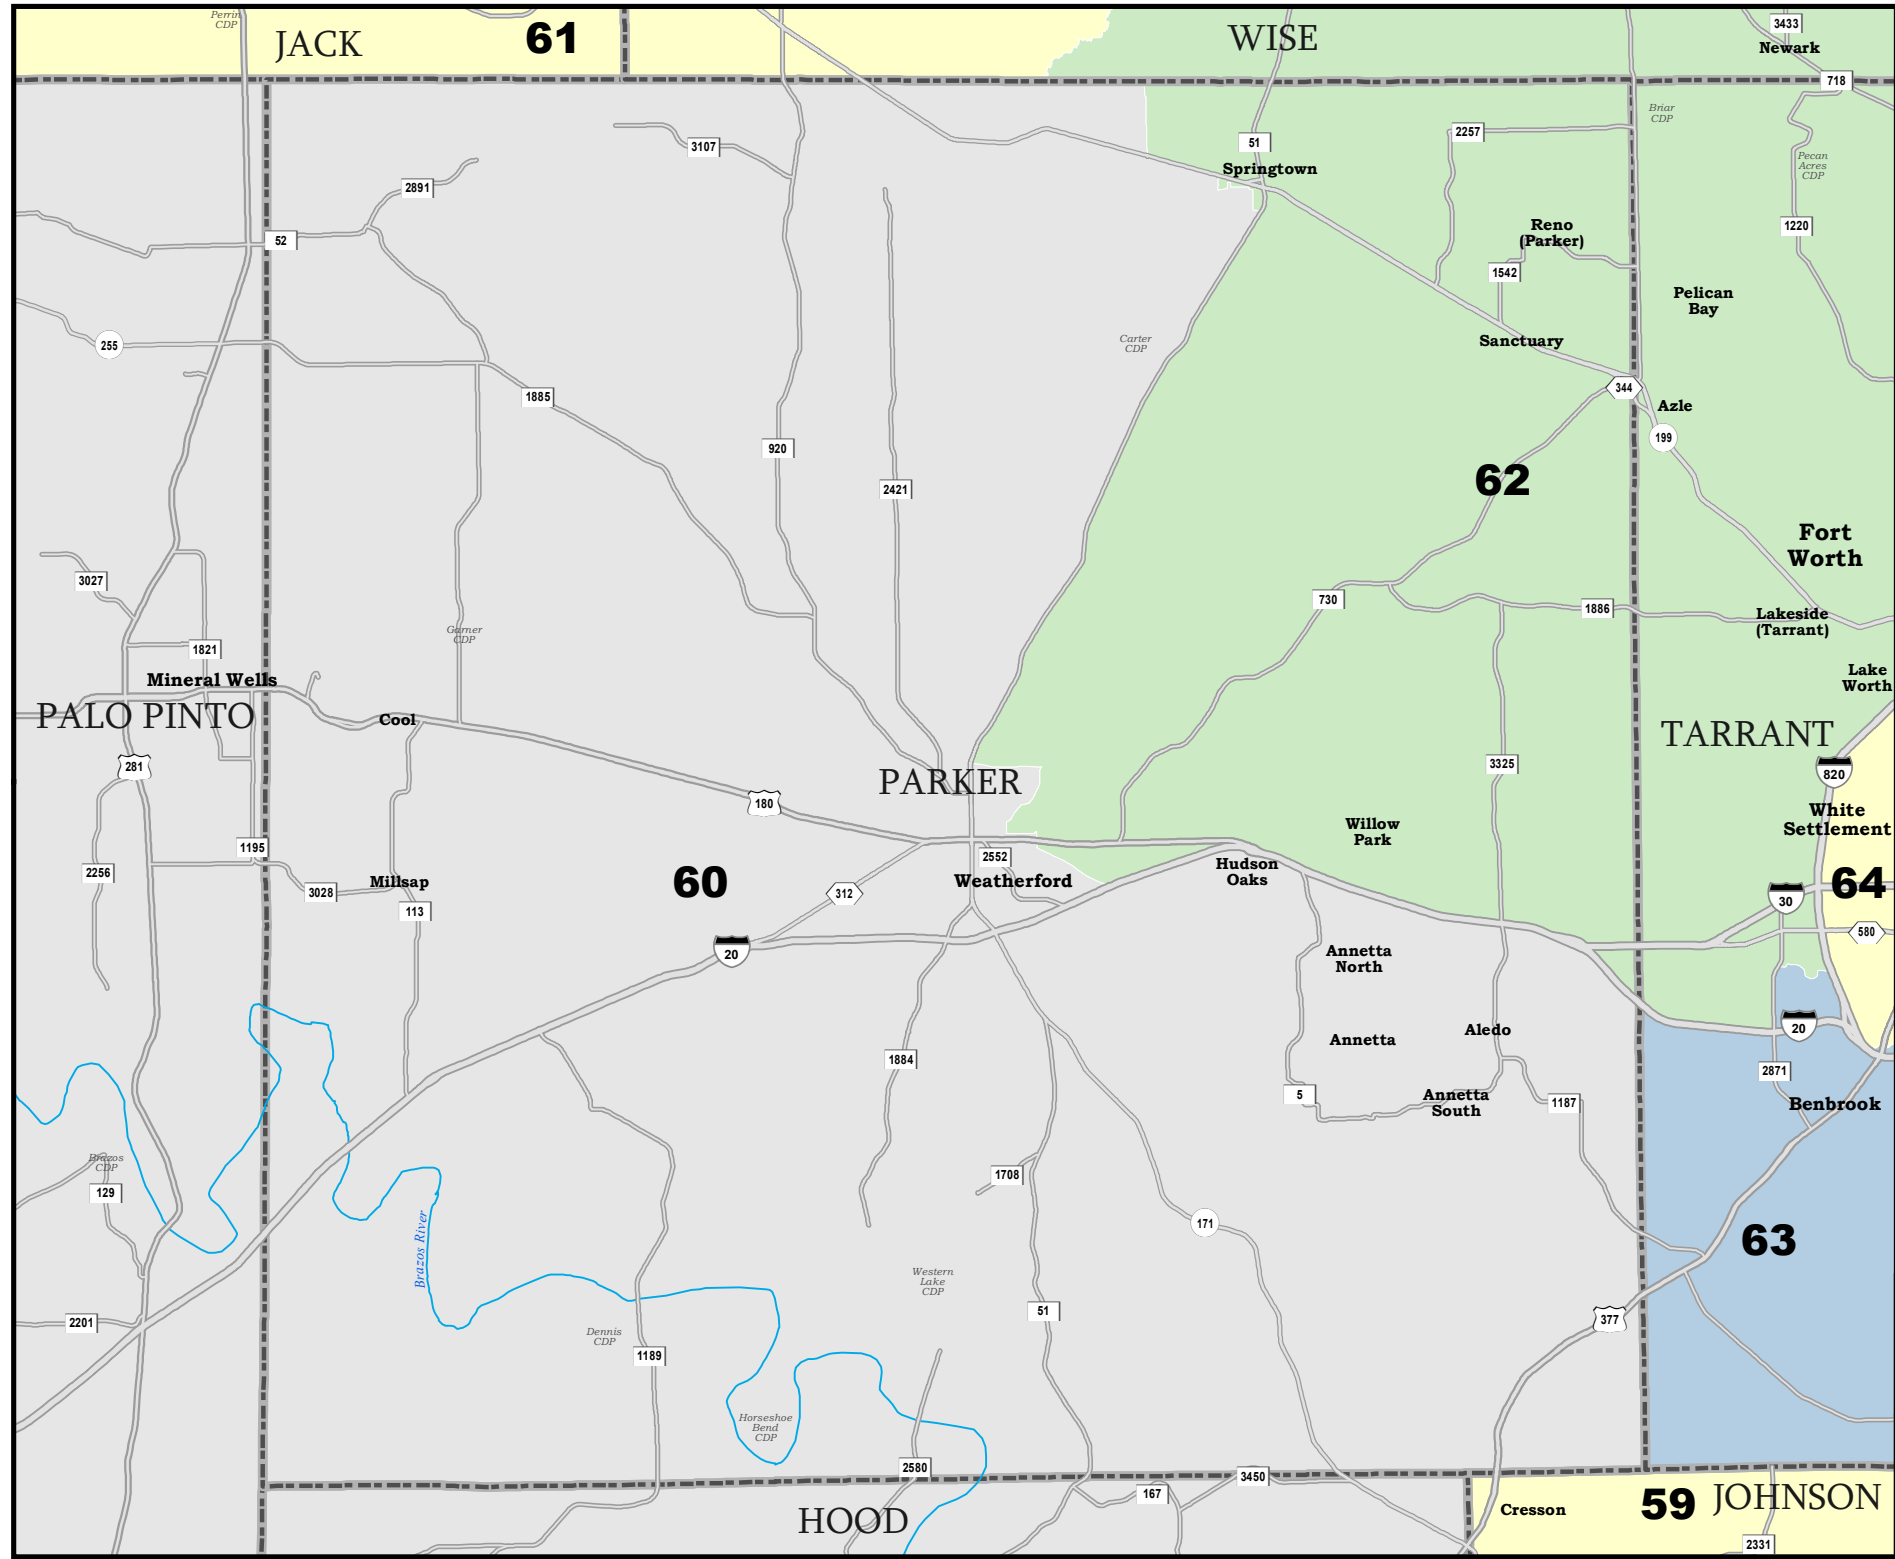 Perrin
CDP
JACK
61
WISE
3433
Newark
718
Briar
CDP
3107
51
2257
Springtown
Pecan
Acres
CDP
2891
52
Reno
(Parker)
1220
1542
Pelican
Bay
255
Carter
CDP
Sanctuary
1885
344
Azle
199
920
62
2421
Fort
Worth
3027
730
1886
Lakeside
(Tarrant)
Garner
CDP
1821
Mineral Wells
Lake
Worth
PALO PINTO
Cool
TARRANT
281
3325
820
PARKER
180
White
Settlement
Willow
Park
1195
2552
2256
Hudson
Oaks
3028
Millsap
60
312
Weatherford
64
30
113
580
20
Annetta
North
20
Aledo
Annetta
1884
2871
5
Annetta
South
1187
Benbrook
Brazos
CDP
129
1708
171
63
Brazos River
Western
Lake
CDP
51
377
2201
Dennis
CDP
1189
Horseshoe
Bend
CDP
2580
3450
167
HOOD
Cresson
59
JOHNSON
2331